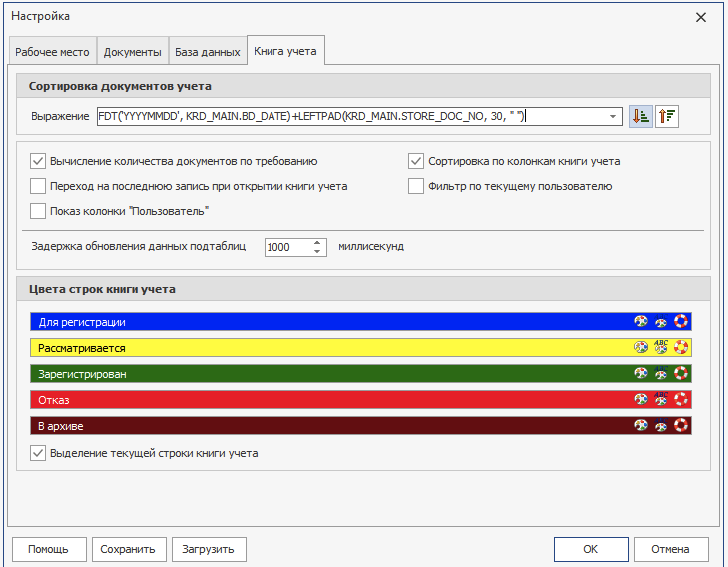 Настройка
Рабочее место Документы База данных Книга учета
Сортировка документов учета
Выражение FDT('YYYYMMDD', KRD_MAIN.BD_DATE)+LEFTPAD(KRD_MAIN.STORE_DOC_NO, 30, " ")
Вычисление количества документов по требованию Сортировка по колонкам книги учета
Переход на последнюю запись при открытии книги учета Фильтр по текущему пользователю
Показ колонки "Пользователь"
Задержка обновления данных подтаблиц 1000 миллисекунд
Цвета строк книги учета
Для регистрации
Рассматривается ABC
Зарегистрирован
Отказ
В архиве
Выделение текущей строки книги учета
Помощь Сохранить Загрузить OK Отмена